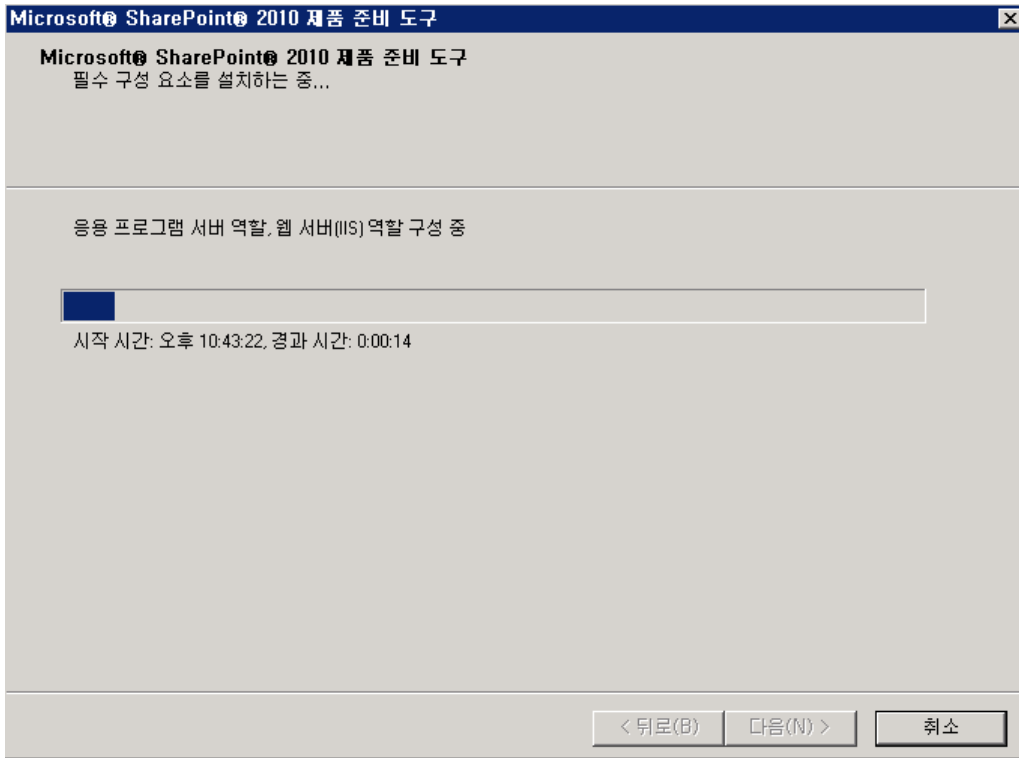 Microsoft® SharePoint® 2010 제품 준비 도구
Microsoft® SharePoint® 2010 제품 준비 도구
필수 구성 요소를 설치하는 중...
응용 프로그램 서버 역할, 웹 서버(IIS) 역할 구성 중
시작 시간: 오후 10:43:22, 경과 시간: 0:00:14
< 뒤로(B) 다음(N) > 취소